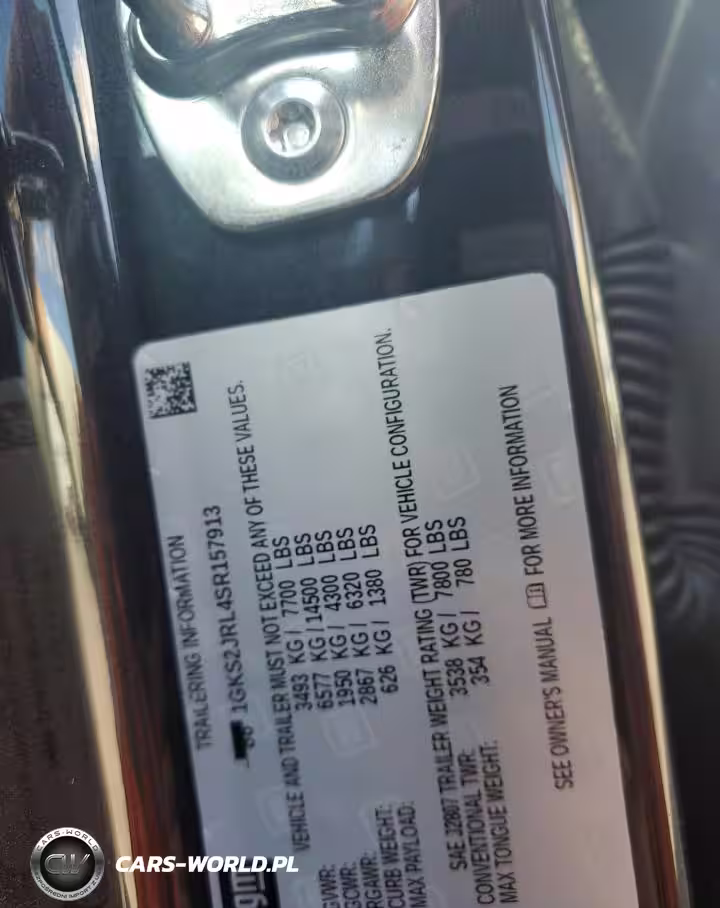 TRAILERING INFORMATION
1GKS2JRL4SR157913
VEHICLE AND TRAILER MUST NOT EXCEED ANY OF THESE VALUES.
GVWR: 3493 KG / 7700 LBS
GCWR: 6577 KG / 14500 LBS
RGAWR: 1950 KG / 4300 LBS
CURB WEIGHT: 2867 KG / 6320 LBS
MAX PAYLOAD: 626 KG / 1380 LBS
SAE J2807 TRAILER WEIGHT RATING (TWR) FOR VEHICLE CONFIGURATION.
CONVENTIONAL TWR: 3538 KG / 7800 LBS
MAX TONGUE WEIGHT: 354 KG / 780 LBS
SEE OWNER'S MANUAL FOR MORE INFORMATION
CARS-WORLD
CW
CARS-WORLD.PL